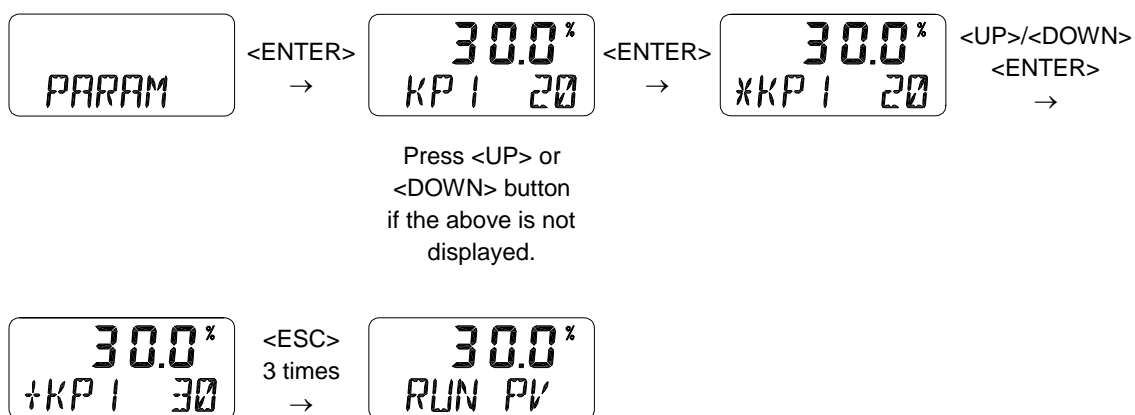 PARAM
<ENTER>
→
30.0%
KP1 20
Press <UP> or
<DOWN> button
if the above is not
displayed.
<ENTER>
→
30.0%
*KP1 20
<UP>/<DOWN>
<ENTER>
→
30.0%
+KP1 30
<ESC>
3 times
→
30.0%
RUN PV